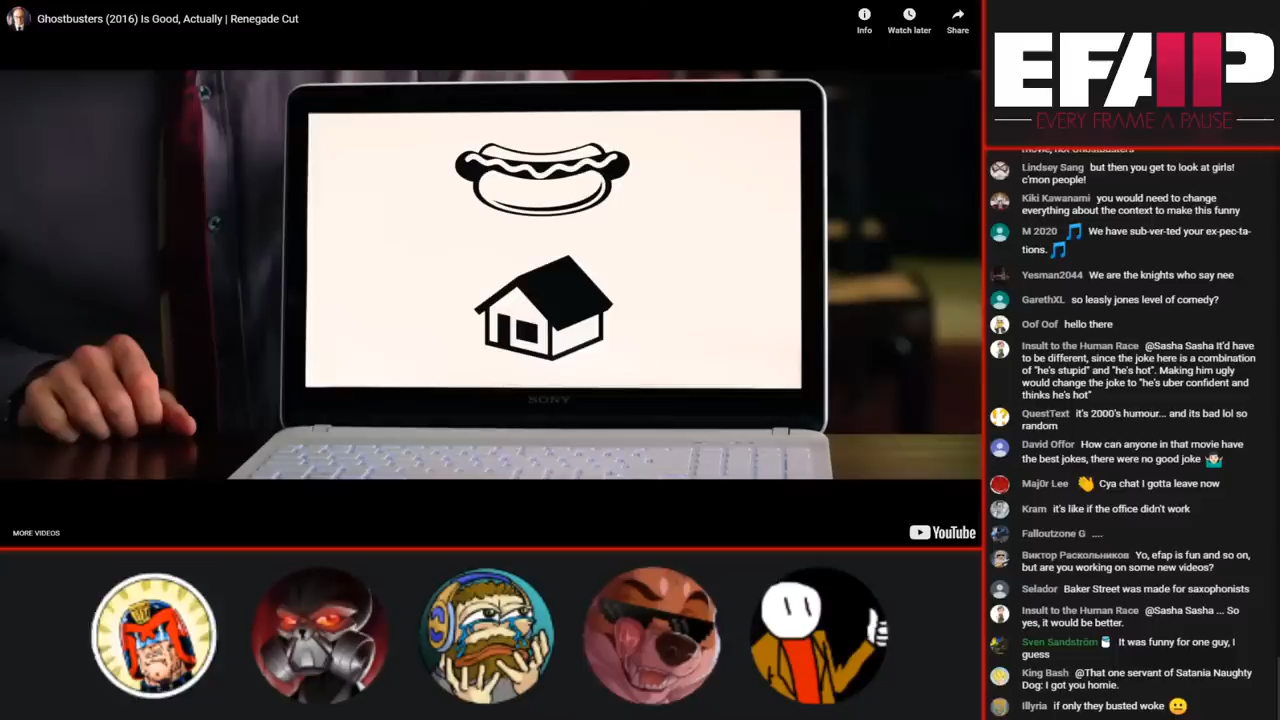 Ghostbusters (2016) Is Good, Actually | Renegade Cut
Info
Watch later
Share
SONY
MORE VIDEOS
YouTube
EFAP
EVERY FRAME A PAUSE
movie, not Ghostbusters
Lindsey Sang but then you get to look at girls!
c'mon people!
Kiki Kawanami you would need to change
everything about the context to make this funny
M 2020 🎵 We have sub-ver-ted your ex-pec-ta-
tions. 🎵
Yesman2044 We are the knights who say nee
GarethXL so leasly jones level of comedy?
Oof Oof hello there
Insult to the Human Race @Sasha Sasha It'd have
to be different, since the joke here is a combination
of "he's stupid" and "he's hot". Making him ugly
would change the joke to "he's uber confident and
thinks he's hot"
QuestText it's 2000's humour... and its bad lol so
random
David Offor How can anyone in that movie have
the best jokes, there were no good joke 🤷🏻‍♂️
Maj0r Lee 👏 Cya chat I gotta leave now
Kram it's like if the office didn't work
Falloutzone G ....
Виктор Раскольников Yo, efap is fun and so on,
but are you working on some new videos?
Selador Baker Street was made for saxophonists
Insult to the Human Race @Sasha Sasha ... So
yes, it would be better.
Sven Sandström It was funny for one guy, I
guess
King Bash @That one servant of Satania Naughty
Dog: I got you homie.
Illyria if only they busted woke 😐